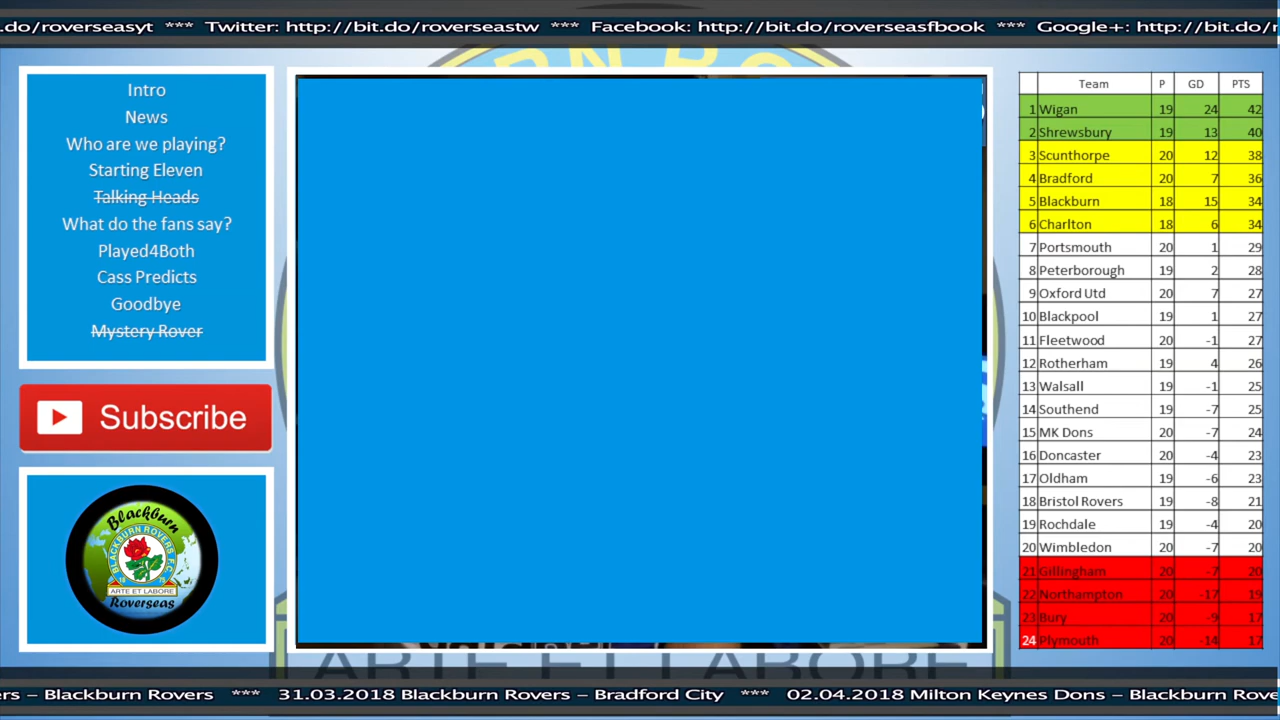 .do/roverseasyt *** Twitter: http://bit.do/roverseastw *** Facebook: http://bit.do/roverseasfbook *** Google+: http://bit.do/r
Intro
News
Who are we playing?
Starting Eleven
Talking Heads
What do the fans say?
Played4Both
Cass Predicts
Goodbye
Mystery Rover
Subscribe
Blackburn
BLACKBURN ROVERS F.C.
18 75
ARTE ET LABORE
Roverseas
Team P GD PTS
1 Wigan 19 24 42
2 Shrewsbury 19 13 40
3 Scunthorpe 20 12 38
4 Bradford 20 7 36
5 Blackburn 18 15 34
6 Charlton 18 6 34
7 Portsmouth 20 1 29
8 Peterborough 19 2 28
9 Oxford Utd 20 7 27
10 Blackpool 19 1 27
11 Fleetwood 20 -1 27
12 Rotherham 19 4 26
13 Walsall 19 -1 25
14 Southend 19 -7 25
15 MK Dons 20 -7 24
16 Doncaster 20 -4 23
17 Oldham 19 -6 23
18 Bristol Rovers 19 -8 21
19 Rochdale 19 -4 20
20 Wimbledon 20 -7 20
21 Gillingham 20 -7 20
22 Northampton 20 -17 19
23 Bury 20 -9 17
24 Plymouth 20 -14 17
ARTE ET LABORE
ers – Blackburn Rovers *** 31.03.2018 Blackburn Rovers – Bradford City *** 02.04.2018 Milton Keynes Dons – Blackburn Rove